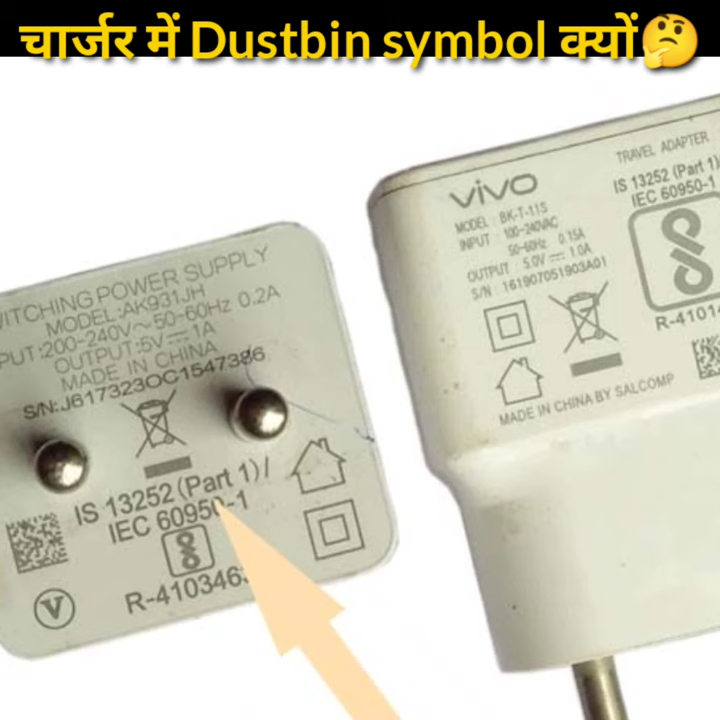 चार्जर में Dustbin symbol क्यों🤔
WITCHING POWER SUPPLY
MODEL:AK931JH
PUT:200-240V~50-60Hz 0.2A
OUTPUT:5V⎓1A
MADE IN CHINA
S/N:J617323OC1547386
IS 13252 (Part 1)/
IEC 60950-1
R-4103463
V
vivo
MODEL : BK-T-11S
INPUT : 100-240VAC
50-60Hz 0.15A
OUTPUT : 5.0V⎓1.0A
S/N : 161907051903A01
MADE IN CHINA BY SALCOMP
TRAVEL ADAPTER
IS 13252 (Part 1)
IEC 60950-1
R-4101